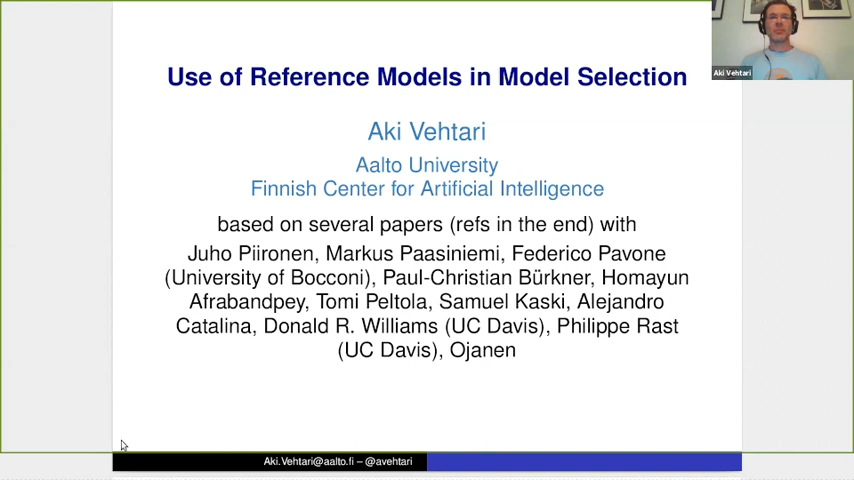 Use of Reference Models in Model Selection
Aki Vehtari
Aki Vehtari
Aalto University
Finnish Center for Artificial Intelligence
based on several papers (refs in the end) with
Juho Piironen, Markus Paasiniemi, Federico Pavone
(University of Bocconi), Paul-Christian Bürkner, Homayun
Afrabandpey, Tomi Peltola, Samuel Kaski, Alejandro
Catalina, Donald R. Williams (UC Davis), Philippe Rast
(UC Davis), Ojanen
Aki.Vehtari@aalto.fi – @avehtari